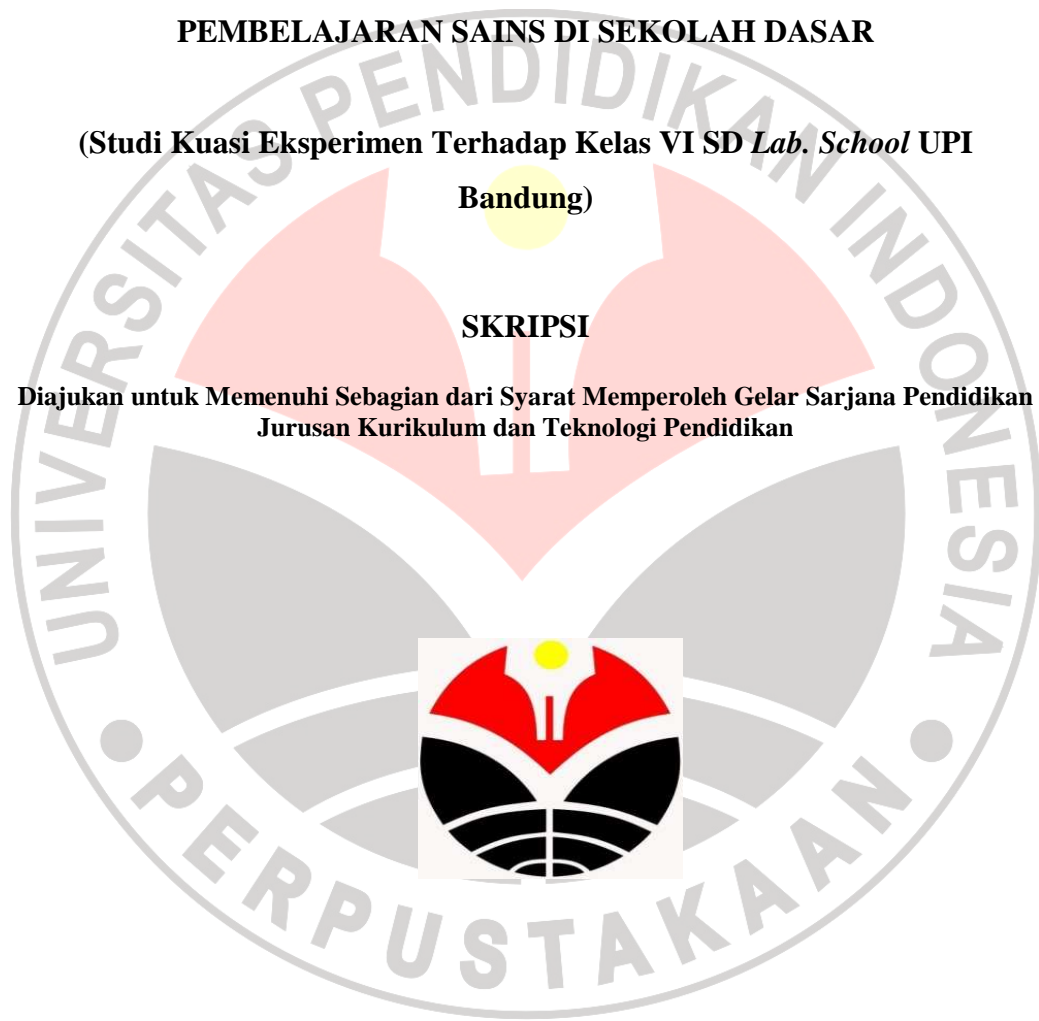 PEMBELAJARAN SAINS DI SEKOLAH DASAR
(Studi Kuasi Eksperimen Terhadap Kelas VI SD Lab. School UPI
Bandung)
SKRIPSI
Diajukan untuk Memenuhi Sebagian dari Syarat Memperoleh Gelar Sarjana Pendidikan
Jurusan Kurikulum dan Teknologi Pendidikan
UNIVERSITAS PENDIDIKAN INDONESIA
PERPUSTAKAAN